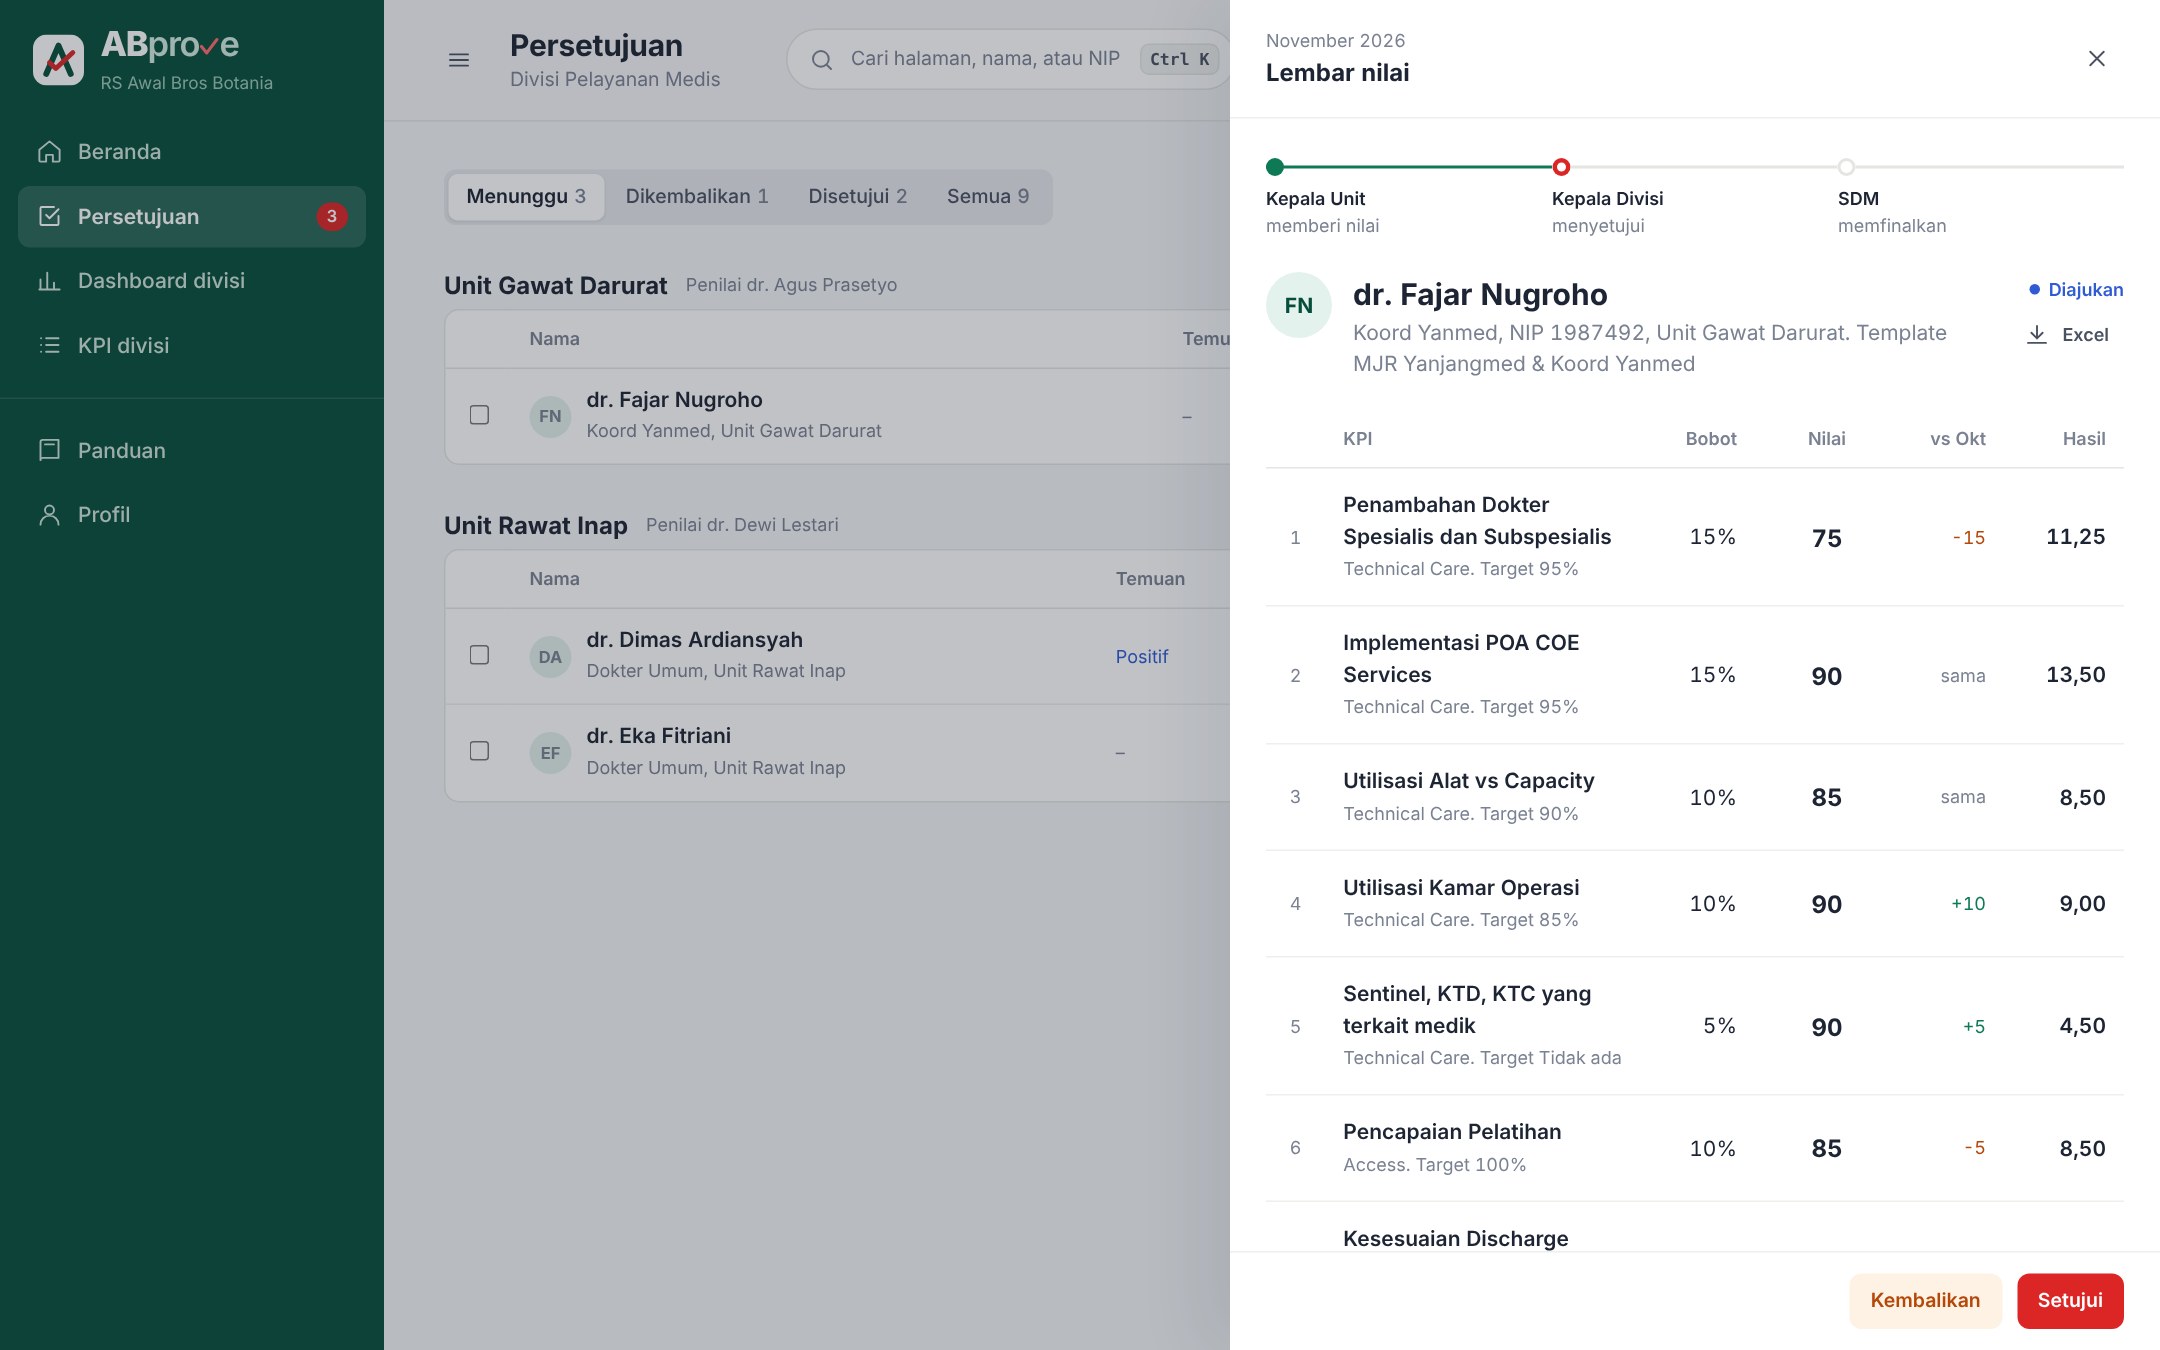 ABprove
RS Awal Bros Botania
Beranda
Persetujuan 3
Dashboard divisi
KPI divisi
Panduan
Profil
Persetujuan
Divisi Pelayanan Medis
Cari halaman, nama, atau NIP Ctrl K
Menunggu 3 Dikembalikan 1 Disetujui 2 Semua 9
Unit Gawat Darurat Penilai dr. Agus Prasetyo
Nama Temu
FN dr. Fajar Nugroho –
Koord Yanmed, Unit Gawat Darurat
Unit Rawat Inap Penilai dr. Dewi Lestari
Nama Temuan
DA dr. Dimas Ardiansyah Positif
Dokter Umum, Unit Rawat Inap
EF dr. Eka Fitriani –
Dokter Umum, Unit Rawat Inap
November 2026
Lembar nilai
Kepala Unit Kepala Divisi SDM
memberi nilai menyetujui memfinalkan
FN dr. Fajar Nugroho Diajukan
Koord Yanmed, NIP 1987492, Unit Gawat Darurat. Template Excel
MJR Yanjangmed & Koord Yanmed
KPI Bobot Nilai vs Okt Hasil
Penambahan Dokter
1 Spesialis dan Subspesialis 15% 75 -15 11,25
Technical Care. Target 95%
Implementasi POA COE
2 Services 15% 90 sama 13,50
Technical Care. Target 95%
3 Utilisasi Alat vs Capacity 10% 85 sama 8,50
Technical Care. Target 90%
4 Utilisasi Kamar Operasi 10% 90 +10 9,00
Technical Care. Target 85%
Sentinel, KTD, KTC yang
5 terkait medik 5% 90 +5 4,50
Technical Care. Target Tidak ada
6 Pencapaian Pelatihan 10% 85 -5 8,50
Access. Target 100%
Kesesuaian Discharge
Kembalikan Setujui